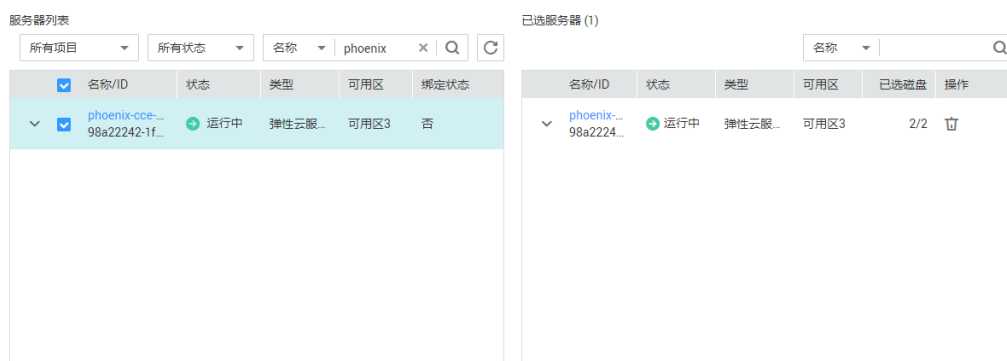 服务器列表
已选服务器 (1)
所有项目 所有状态 名称 phoenix
名称
名称/ID 状态 类型 可用区 绑定状态
phoenix-cce-... 运行中 弹性云服... 可用区3 否
98a22242-1f...
名称/ID 状态 类型 可用区 已选磁盘 操作
phoenix-... 运行中 弹性云服... 可用区3 2/2
98a2224...